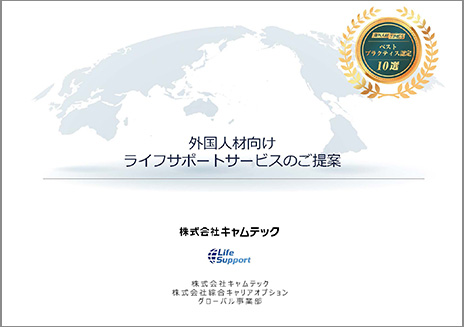 ベスト
プラクティス認定
10選
外国人材向け
ライフサポートサービスのご提案
株式会社キャムテック
Life
Support
株式会社キャムテック
株式会社綜合キャリアオプション
グローバル事業部